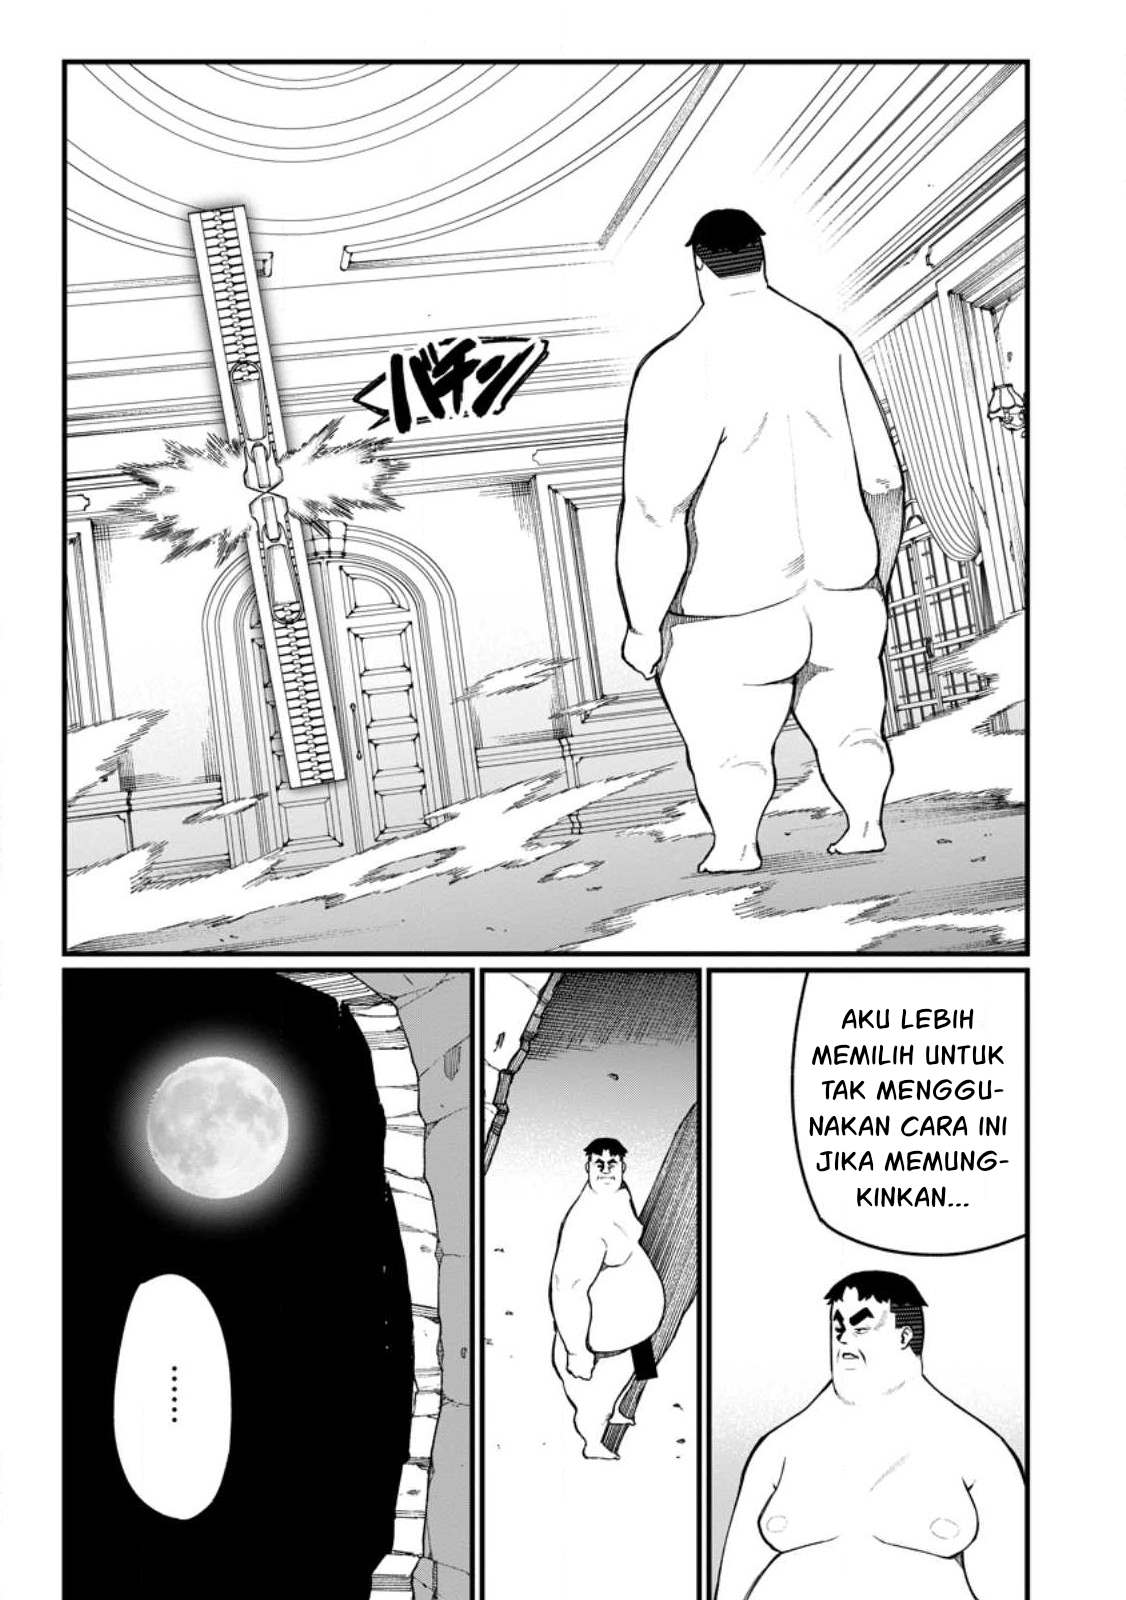 バチン
AKU LEBIH
MEMILIH UNTUK
TAK MENGGU-
NAKAN CARA INI
JIKA MEMUNG-
KINKAN...
......